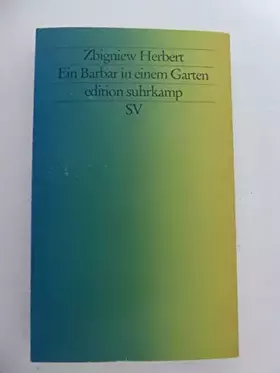 Zbigniew Herbert
Ein Barbar in einem Garten
edition suhrkamp
SV